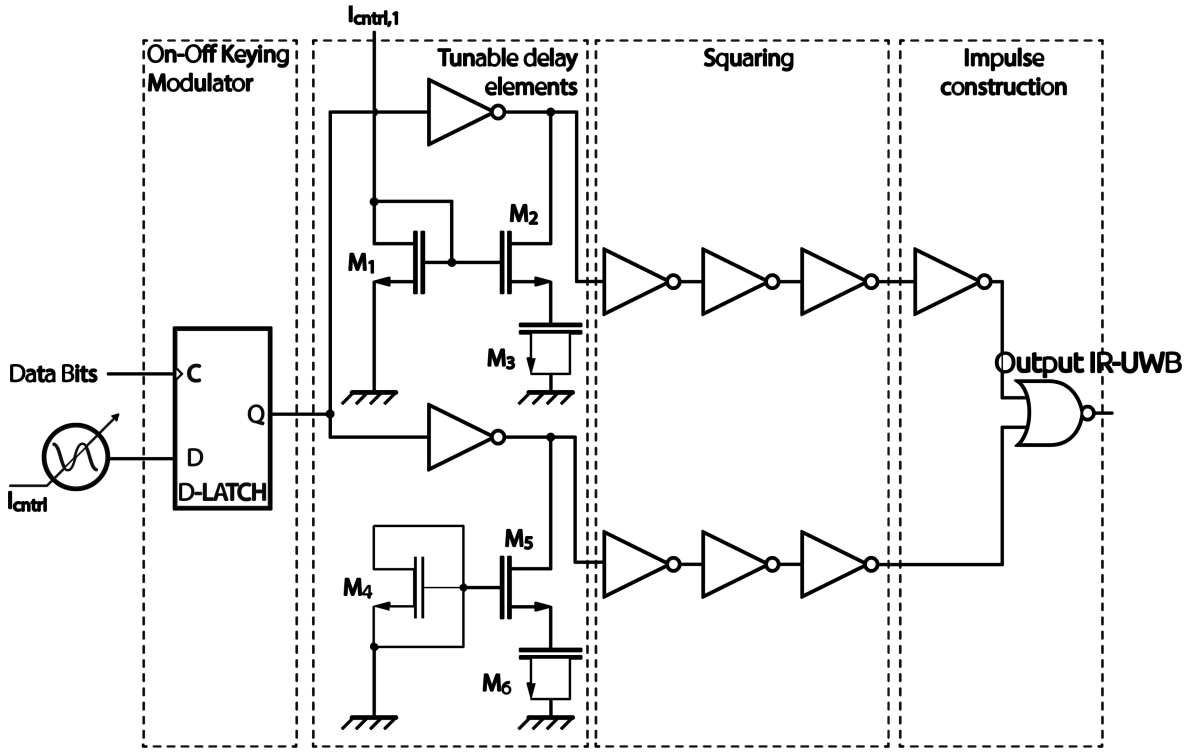 Icntrl,1
On-Off Keying
Modulator
Tunable delay
elements
Squaring
Impulse
construction
M2
M1
M3
Data Bits
C
Q
D
D-LATCH
Icntrl
Output IR-UWB
M5
M4
M6